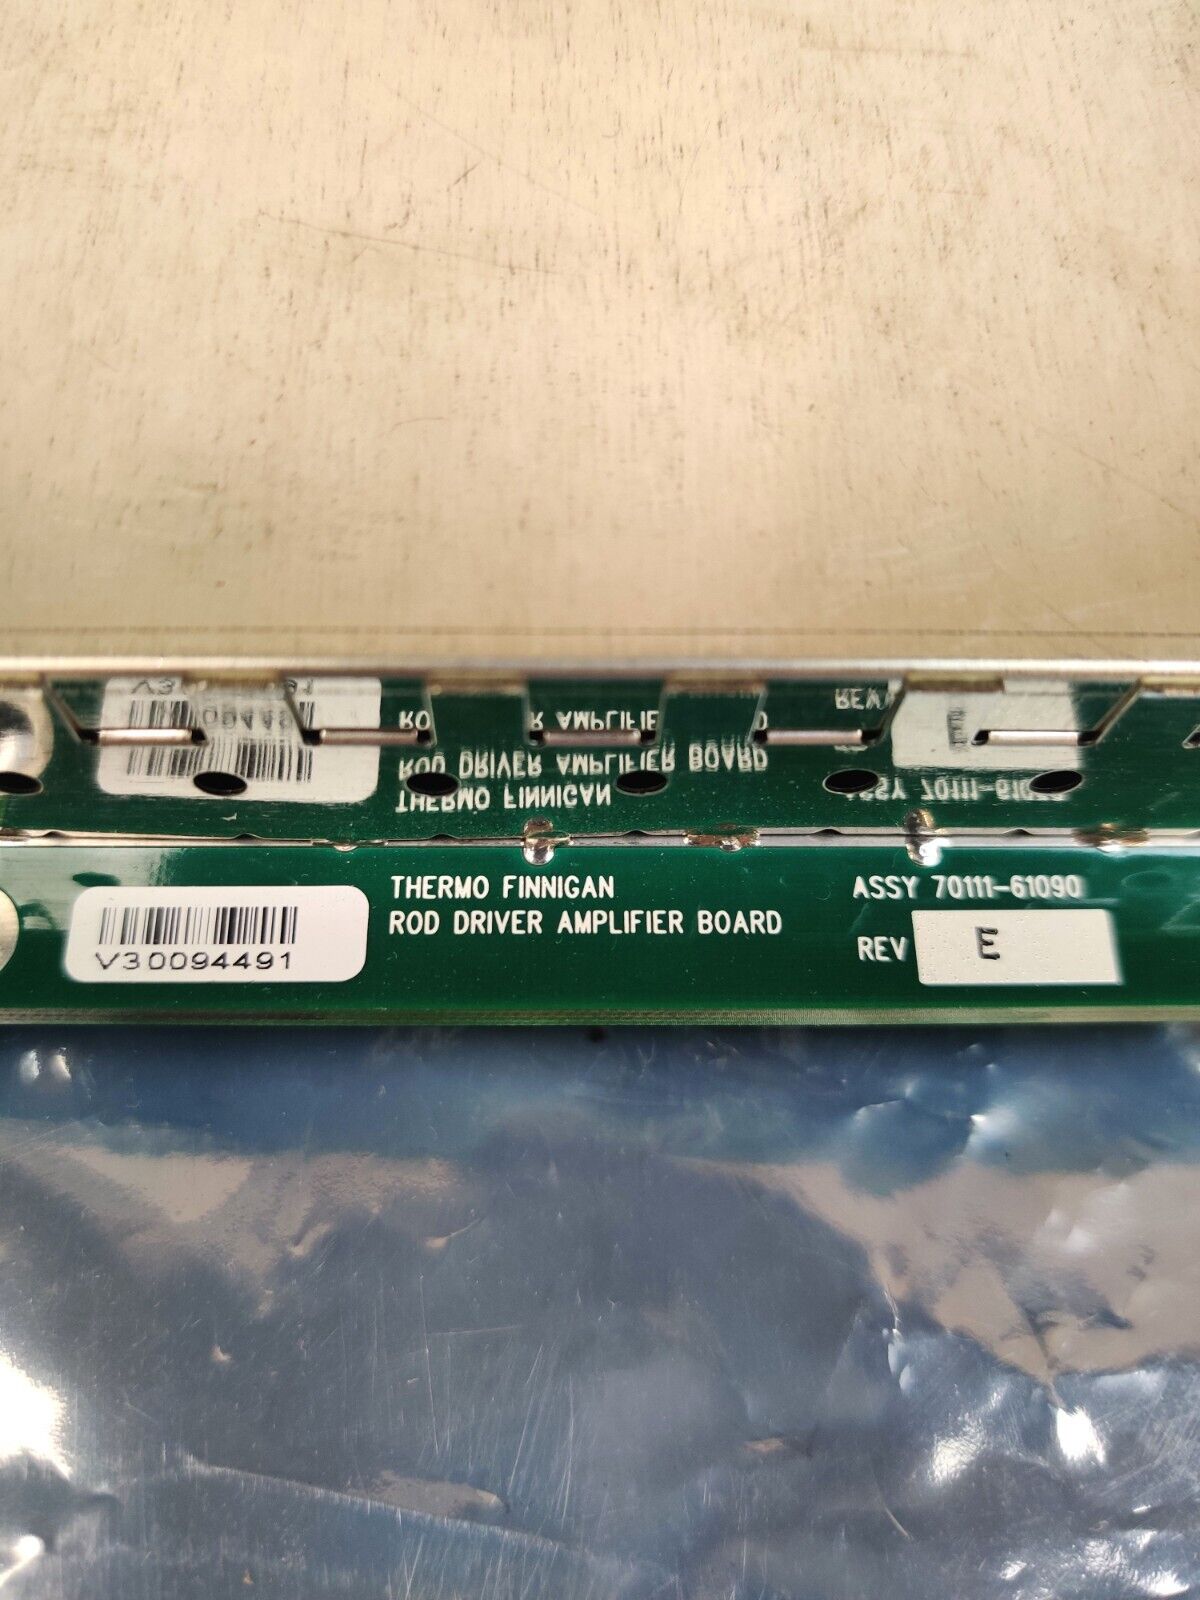 THERMO FINNIGAN
ROD DRIVER AMPLIFIER BOARD
ASSY 70111-61090
REV E
V30094491